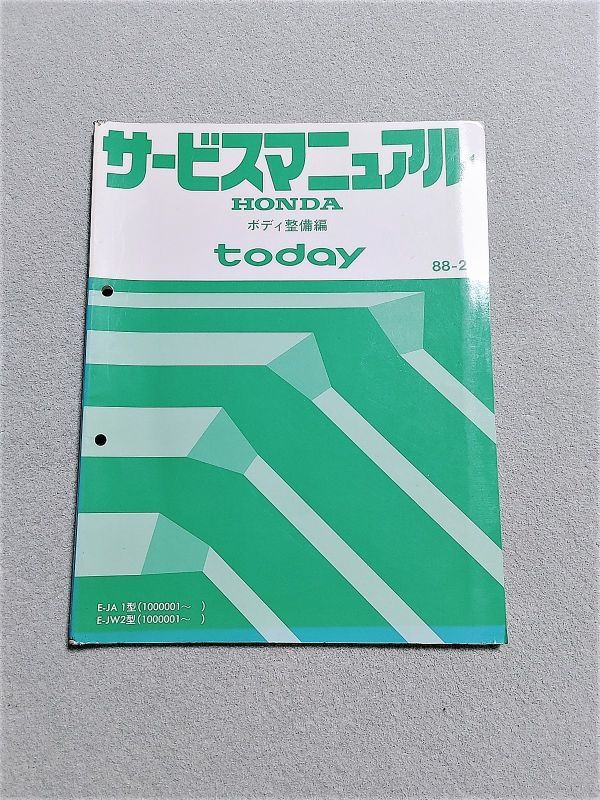 サービスマニュアル
HONDA
ボディ整備編
today
88-2
E-JA 1型(1000001～　)
E-JW2型(1000001～　)